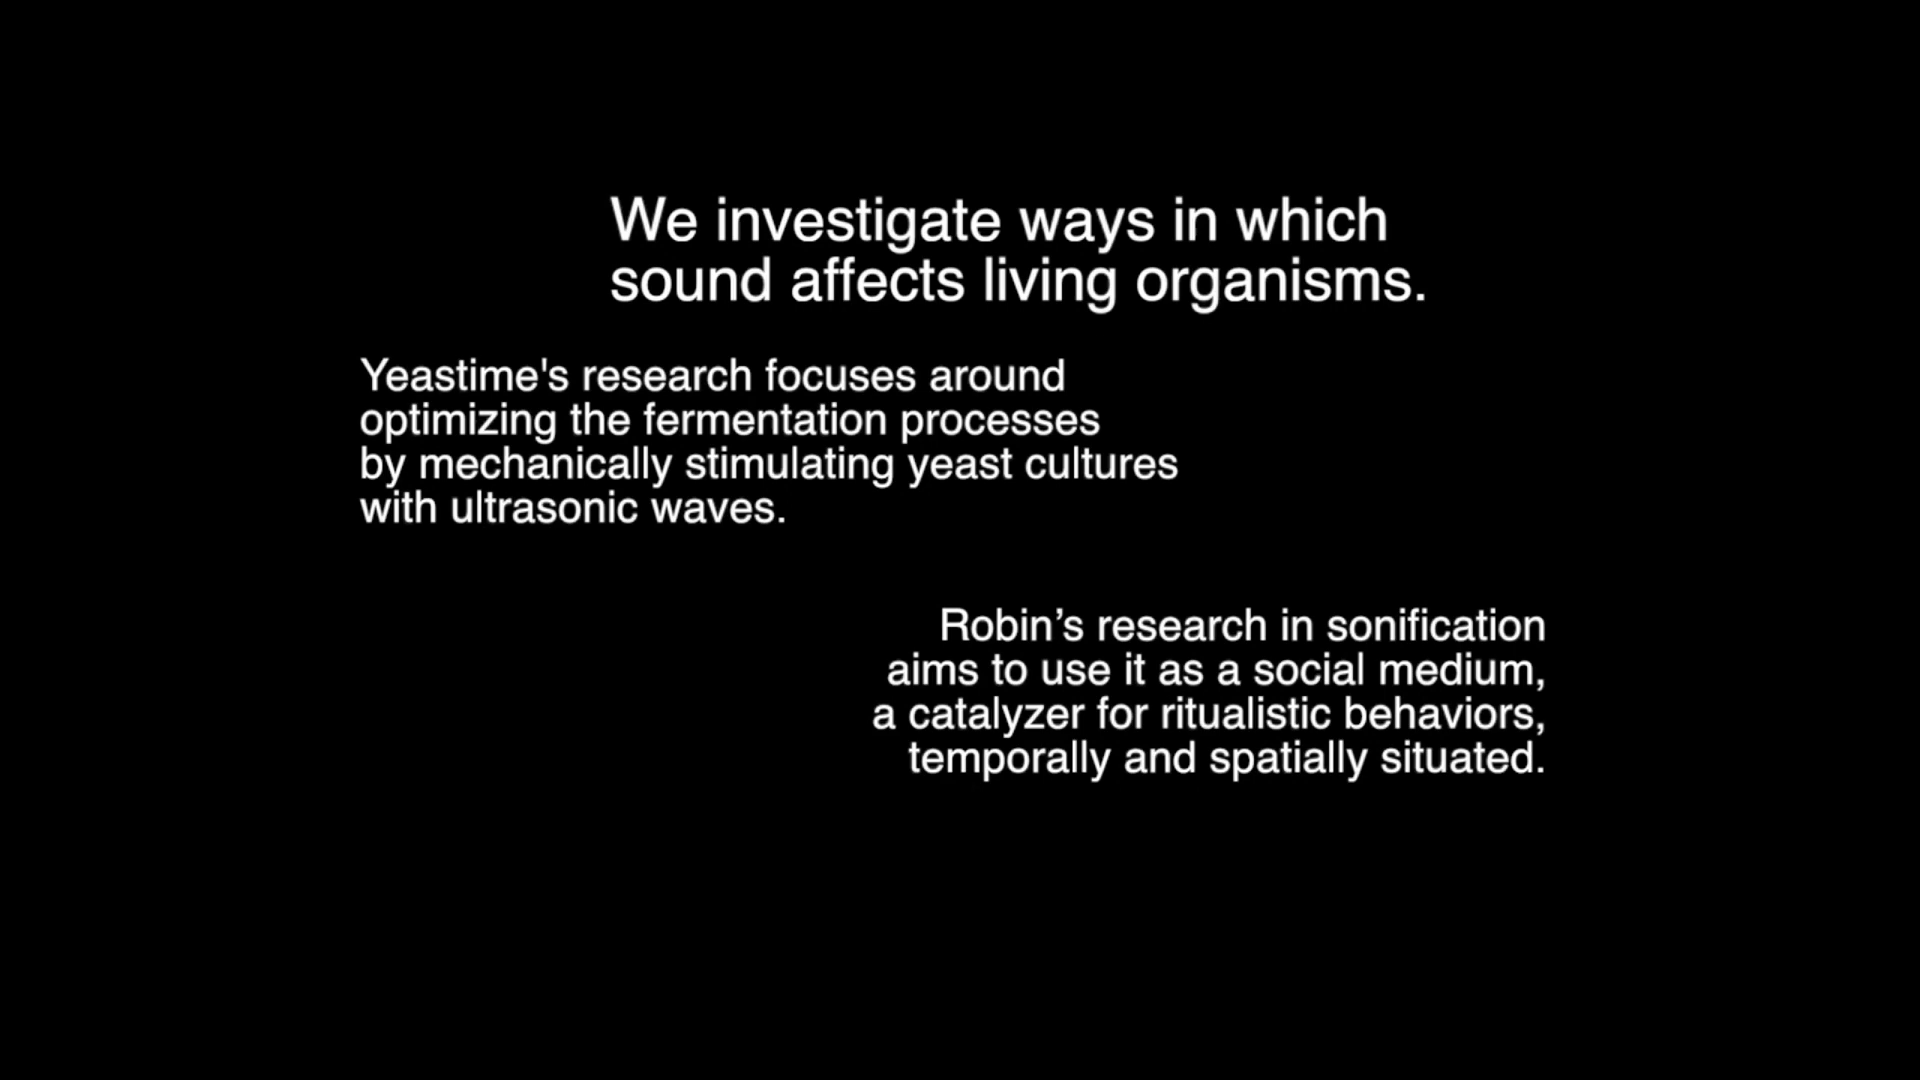 We investigate ways in which
sound affects living organisms.
Yeastime's research focuses around
optimizing the fermentation processes
by mechanically stimulating yeast cultures
with ultrasonic waves.
Robin’s research in sonification
aims to use it as a social medium,
a catalyzer for ritualistic behaviors,
temporally and spatially situated.